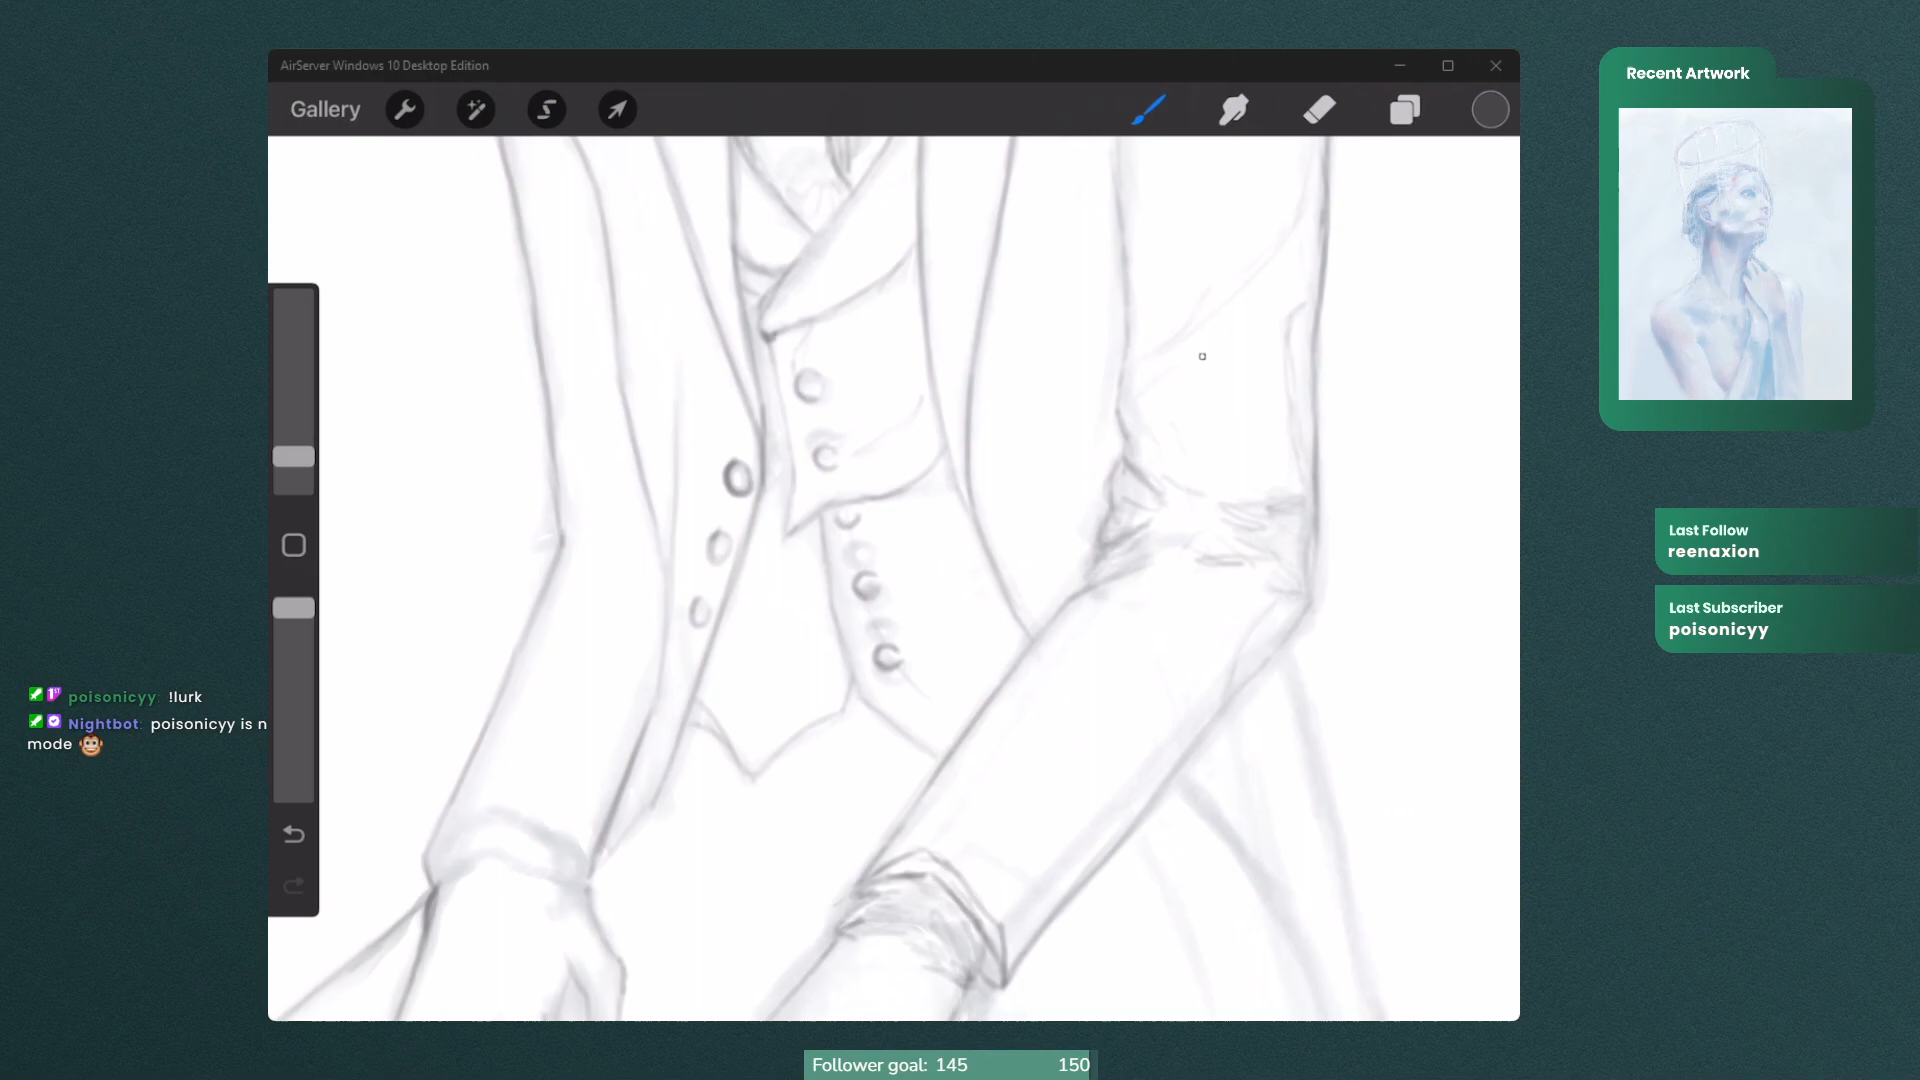 AirServer Windows 10 Desktop Edition
Gallery
Recent Artwork
Last Follow
reenaxion
Last Subscriber
poisonicyy
1ST poisonicyy: !lurk
Nightbot: poisonicyy is n
mode
Follower goal: 145 150